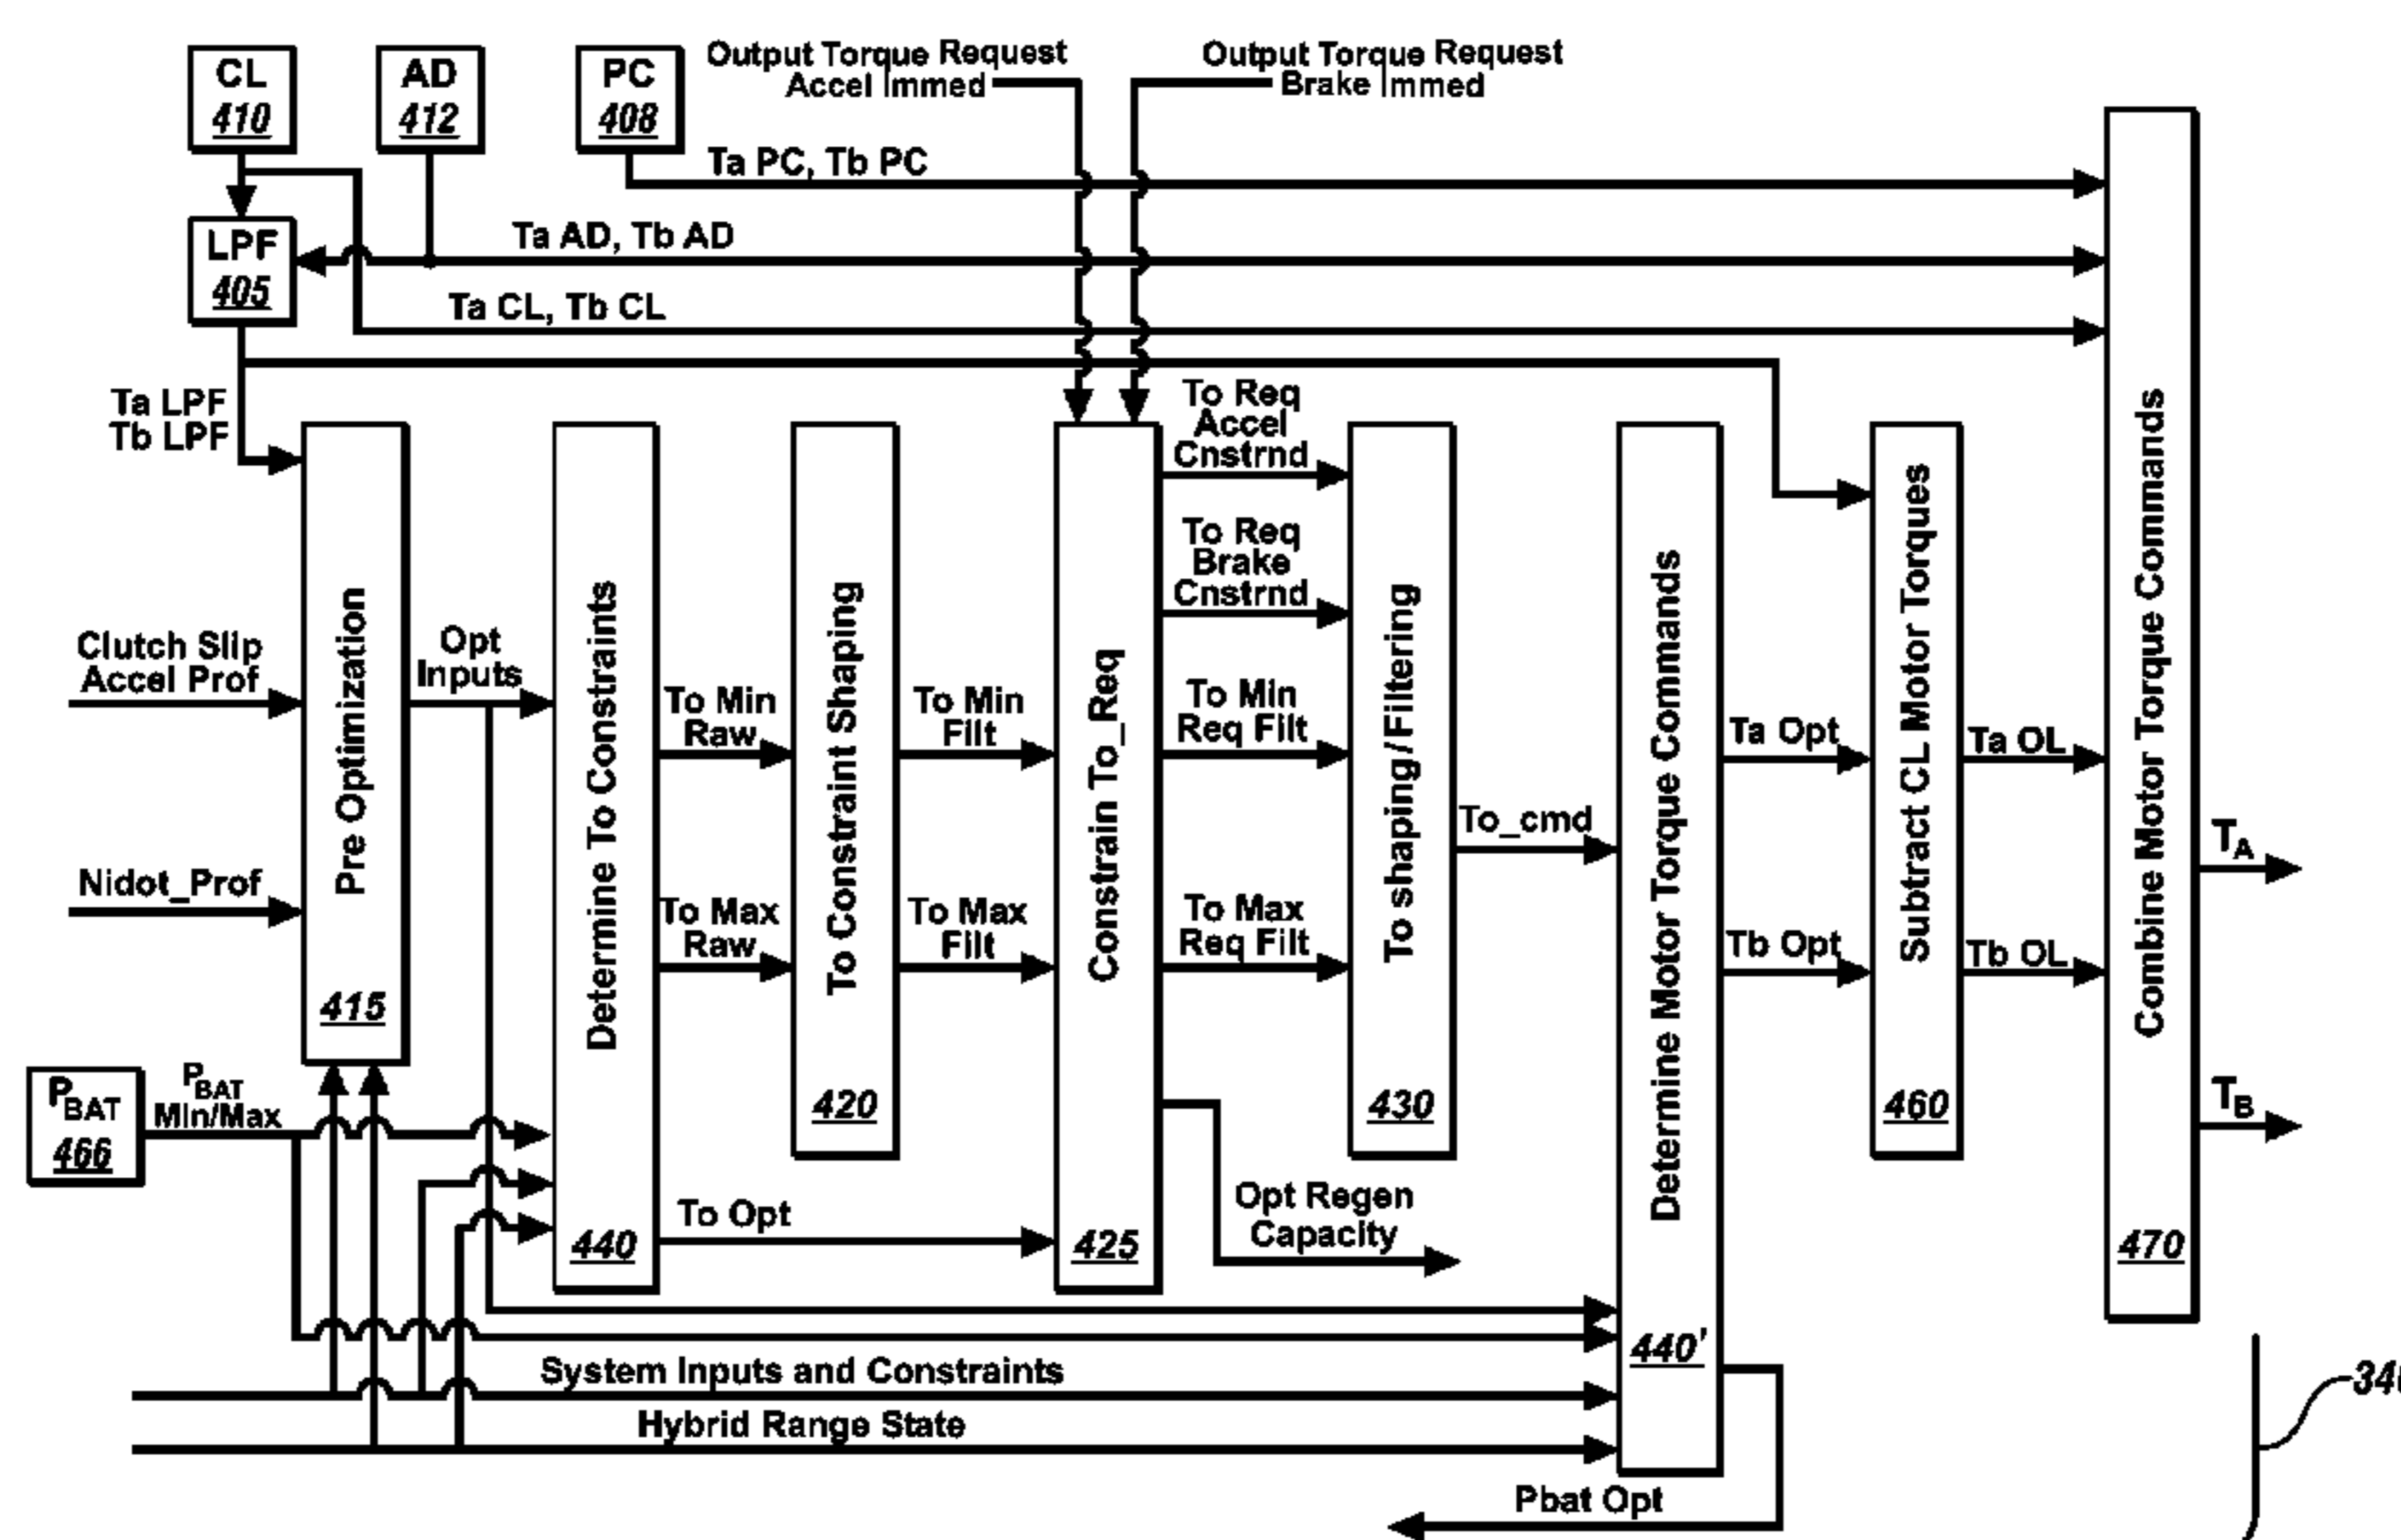 CL
410
AD
412
PC
408
Output Torque Request
Accel Immed
Output Torque Request
Brake Immed
Ta PC, Tb PC
LPF
405
Ta AD, Tb AD
Ta CL, Tb CL
Ta LPF
Tb LPF
Clutch Slip
Accel Prof
Nidot_Prof
Pre Optimization
415
Opt
Inputs
PBAT
466
PBAT
Min/Max
Determine To Constraints
440
To Min
Raw
To Max
Raw
To Opt
To Constraint Shaping
420
To Min
Filt
To Max
Filt
Constrain To_Req
425
To Req
Accel
Cnstrnd
To Req
Brake
Cnstrnd
To Min
Req Filt
To Max
Req Filt
Opt Regen
Capacity
To shaping/Filtering
430
To_cmd
Determine Motor Torque Commands
440'
Ta Opt
Tb Opt
Subtract CL Motor Torques
460
Ta OL
Tb OL
Combine Motor Torque Commands
470
TA
TB
System Inputs and Constraints
Hybrid Range State
Pbat Opt